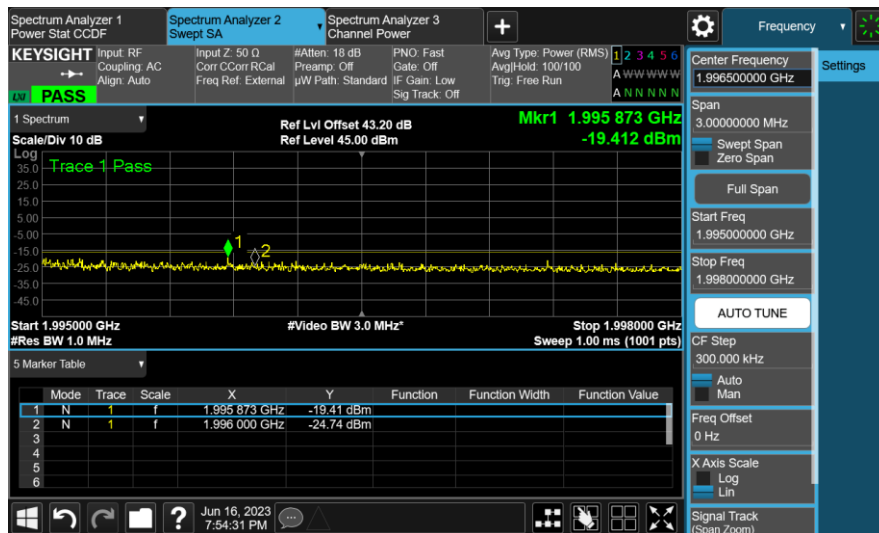 Spectrum Analyzer 1
Power Stat CCDF
Spectrum Analyzer 2
Swept SA
Spectrum Analyzer 3
Channel Power
Frequency
KEYSIGHT
LXI
PASS
Input: RF
Coupling: AC
Align: Auto
Input Z: 50 Ω
Corr CCorr RCal
Freq Ref: External
#Atten: 18 dB
Preamp: Off
µW Path: Standard
PNO: Fast
Gate: Off
IF Gain: Low
Sig Track: Off
Avg Type: Power (RMS)
Avg|Hold: 100/100
Trig: Free Run
1 2 3 4 5 6
A W W W W W
A N N N N N
1 Spectrum
Scale/Div 10 dB
Ref Lvl Offset 43.20 dB
Ref Level 45.00 dBm
Mkr1 1.995 873 GHz
-19.412 dBm
Log
Trace 1 Pass
35.0
25.0
15.0
5.00
-5.00
-15.0
-25.0
-35.0
-45.0
1
2
Start 1.995000 GHz
#Res BW 1.0 MHz
#Video BW 3.0 MHz*
Stop 1.998000 GHz
Sweep 1.00 ms (1001 pts)
5 Marker Table
Mode Trace Scale X Y Function Function Width Function Value
1 N 1 f 1.995 873 GHz -19.41 dBm
2 N 1 f 1.996 000 GHz -24.74 dBm
3
4
5
6
Jun 16, 2023
7:54:31 PM
Center Frequency
1.996500000 GHz
Settings
Span
3.00000000 MHz
Swept Span
Zero Span
Full Span
Start Freq
1.995000000 GHz
Stop Freq
1.998000000 GHz
AUTO TUNE
CF Step
300.000 kHz
Auto
Man
Freq Offset
0 Hz
X Axis Scale
Log
Lin
Signal Track
(Span Zoom)